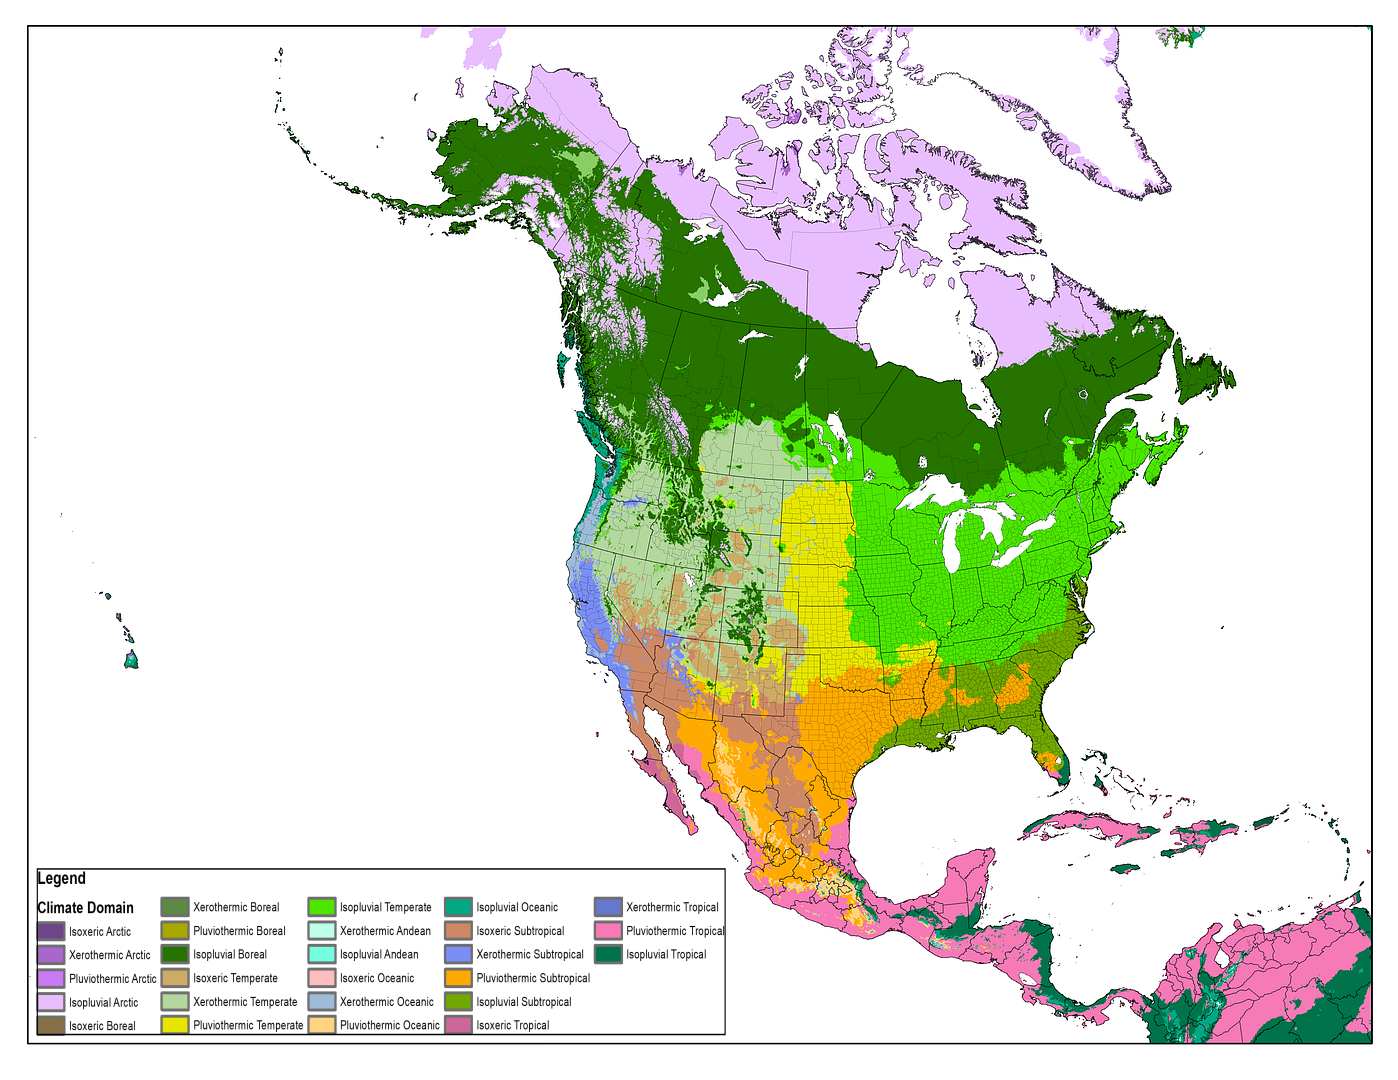 Legend
Climate Domain
Isoxeric Arctic
Xerothermic Arctic
Pluviothermic Arctic
Isopluvial Arctic
Isoxeric Boreal
Xerothermic Boreal
Pluviothermic Boreal
Isopluvial Boreal
Isoxeric Temperate
Xerothermic Temperate
Pluviothermic Temperate
Isopluvial Temperate
Xerothermic Andean
Isopluvial Andean
Isoxeric Oceanic
Xerothermic Oceanic
Pluviothermic Oceanic
Isopluvial Oceanic
Isoxeric Subtropical
Xerothermic Subtropical
Pluviothermic Subtropical
Isopluvial Subtropical
Isoxeric Tropical
Xerothermic Tropical
Pluviothermic Tropical
Isopluvial Tropical